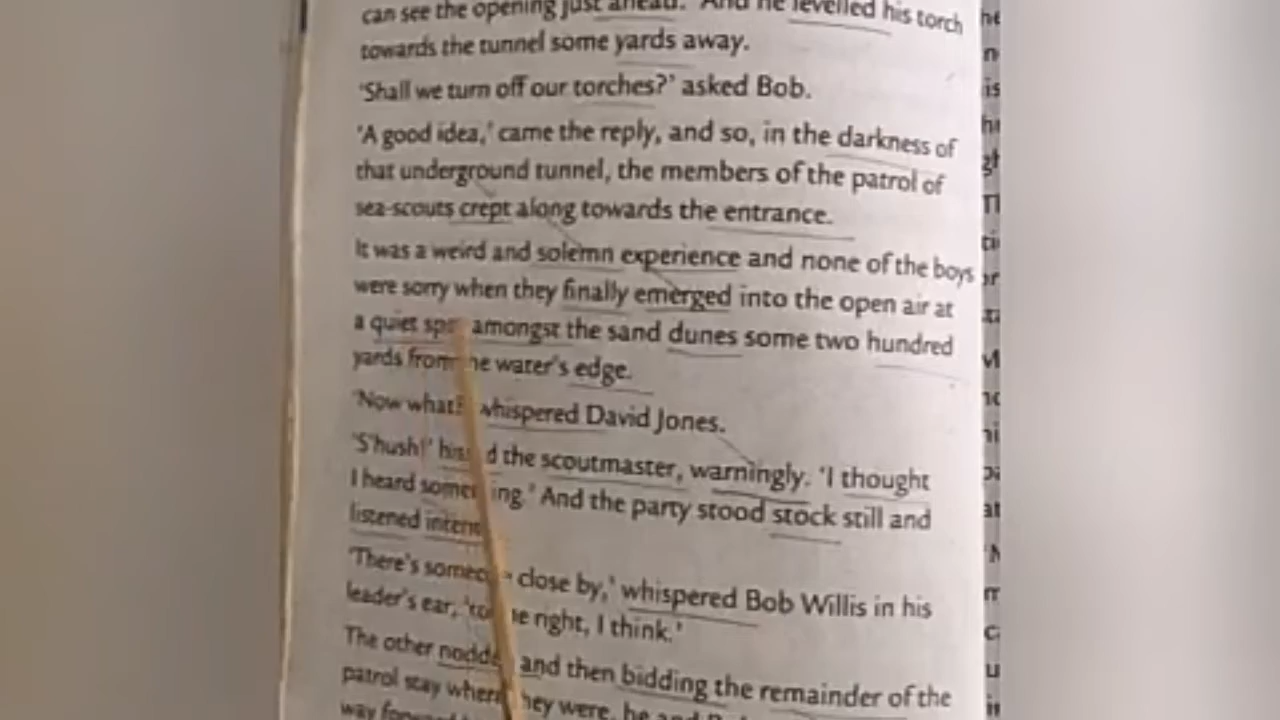 can see the opening just ahead.' And he levelled his torch
towards the tunnel some yards away.
'Shall we turn off our torches?' asked Bob.
'A good idea,' came the reply, and so, in the darkness of
that underground tunnel, the members of the patrol of
sea-scouts crept along towards the entrance.
It was a weird and solemn experience and none of the boys
were sorry when they finally emerged into the open air at
a quiet amongst the sand dunes some two hundred
yards from water's edge.
'Now what?' whispered David Jones.
'S'hush!' the scoutmaster, warningly. 'I thought
I heard And the party stood stock still and
listened
'There's close by,' whispered Bob Willis in his
leader's ear, right, I think.'
The other and then bidding the remainder of the
patrol stay they were, he and
way